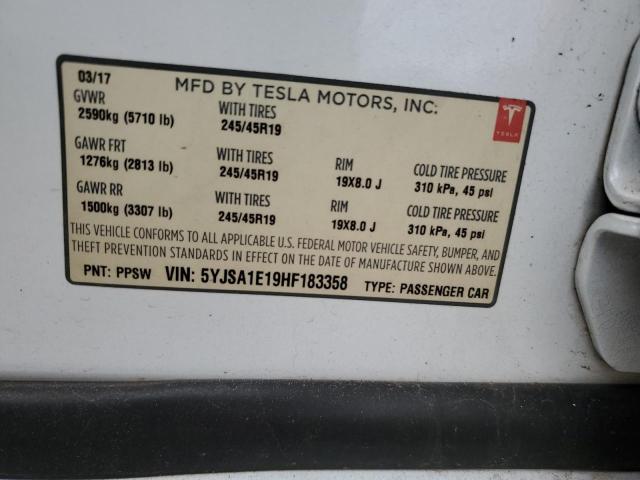 03/17 MFD BY TESLA MOTORS, INC.
GVWR WITH TIRES
2590kg (5710 lb) 245/45R19
TESLA
GAWR FRT WITH TIRES RIM COLD TIRE PRESSURE
1276kg (2813 lb) 245/45R19 19X8.0 J 310 kPa, 45 psi
GAWR RR WITH TIRES RIM COLD TIRE PRESSURE
1500kg (3307 lb) 245/45R19 19X8.0 J 310 kPa, 45 psi
THIS VEHICLE CONFORMS TO ALL APPLICABLE U.S. FEDERAL MOTOR VEHICLE SAFETY, BUMPER, AND
THEFT PREVENTION STANDARDS IN EFFECT ON THE DATE OF MANUFACTURE SHOWN ABOVE.
PNT: PPSW VIN: 5YJSA1E19HF183358 TYPE: PASSENGER CAR